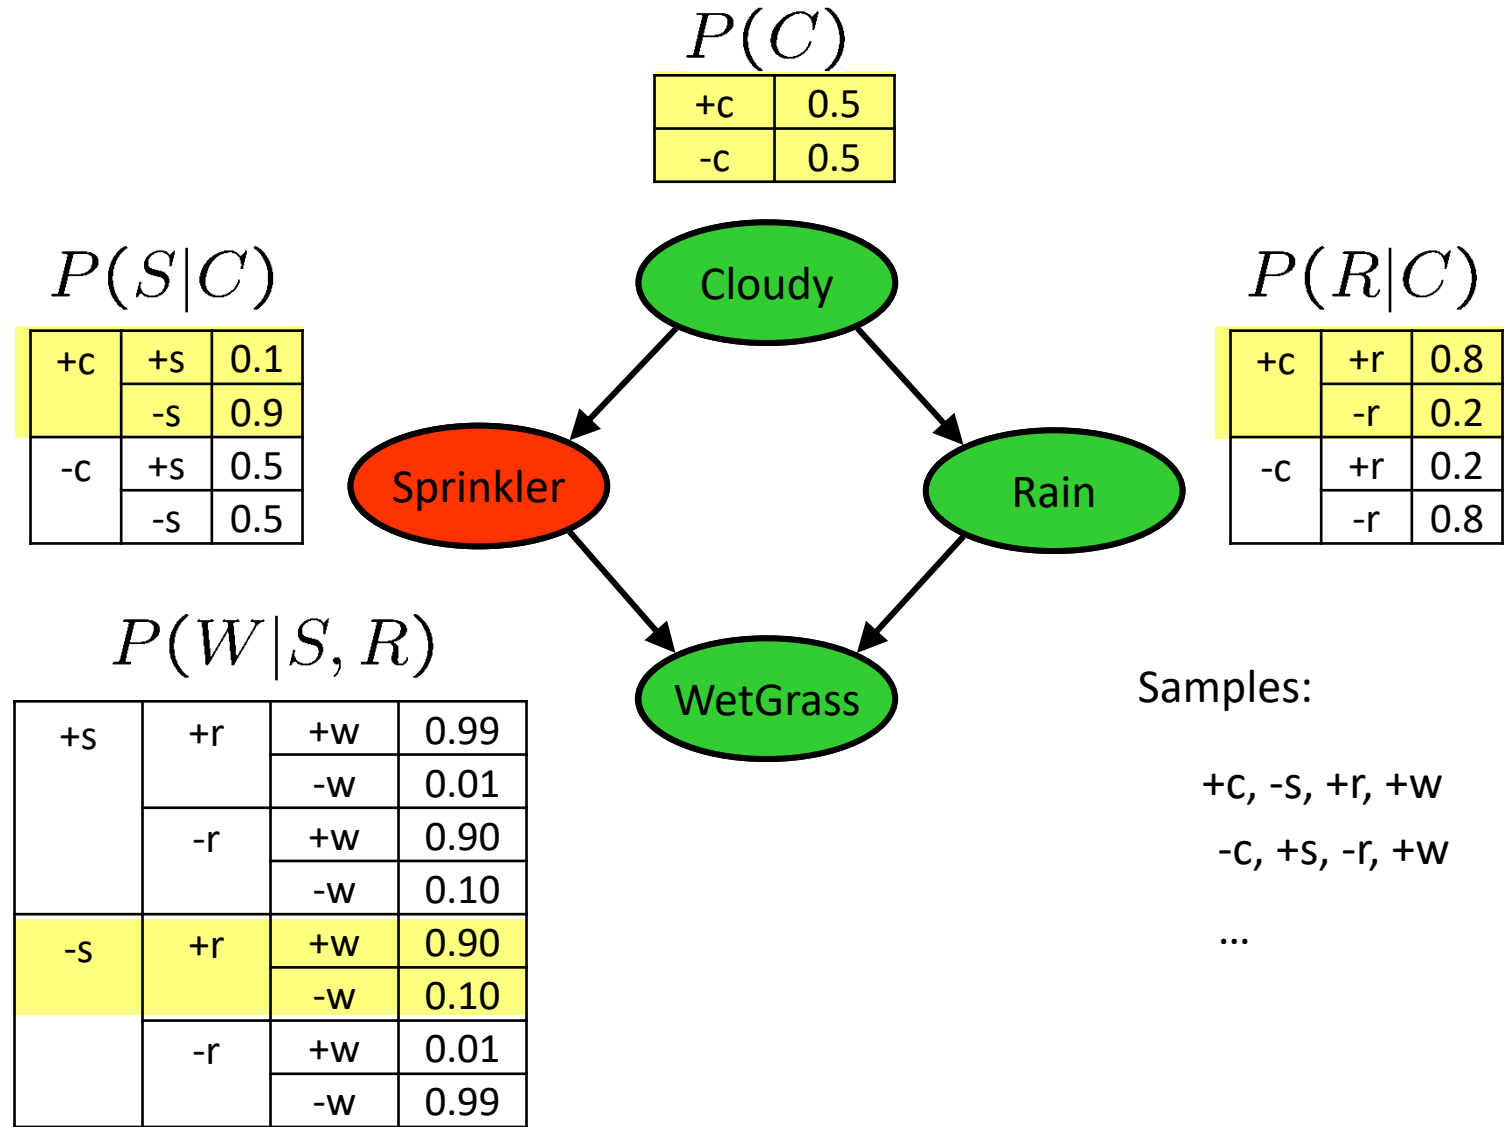 P(C)
+c 0.5
-c 0.5
Cloudy
P(S|C)
+c +s 0.1
-s 0.9
-c +s 0.5
-s 0.5
P(R|C)
+c +r 0.8
-r 0.2
-c +r 0.2
-r 0.8
Sprinkler
Rain
P(W|S, R)
+s +r +w 0.99
-w 0.01
-r +w 0.90
-w 0.10
-s +r +w 0.90
-w 0.10
-r +w 0.01
-w 0.99
WetGrass
Samples:
+c, -s, +r, +w
-c, +s, -r, +w
...